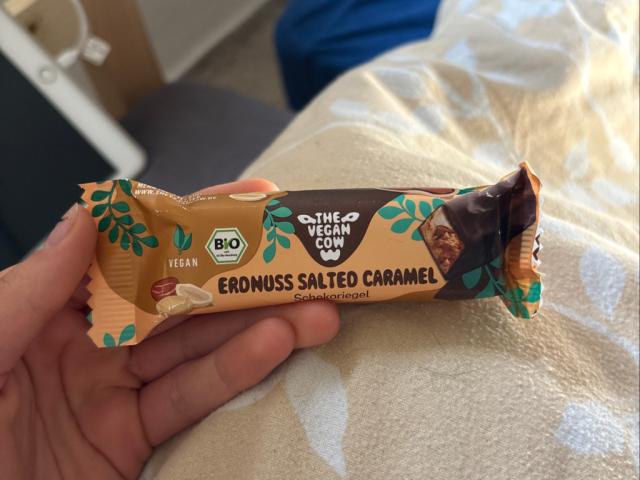 THE
VEGAN
COW
BIO
VEGAN
ERDNUSS SALTED CARAMEL
Schokoriegel